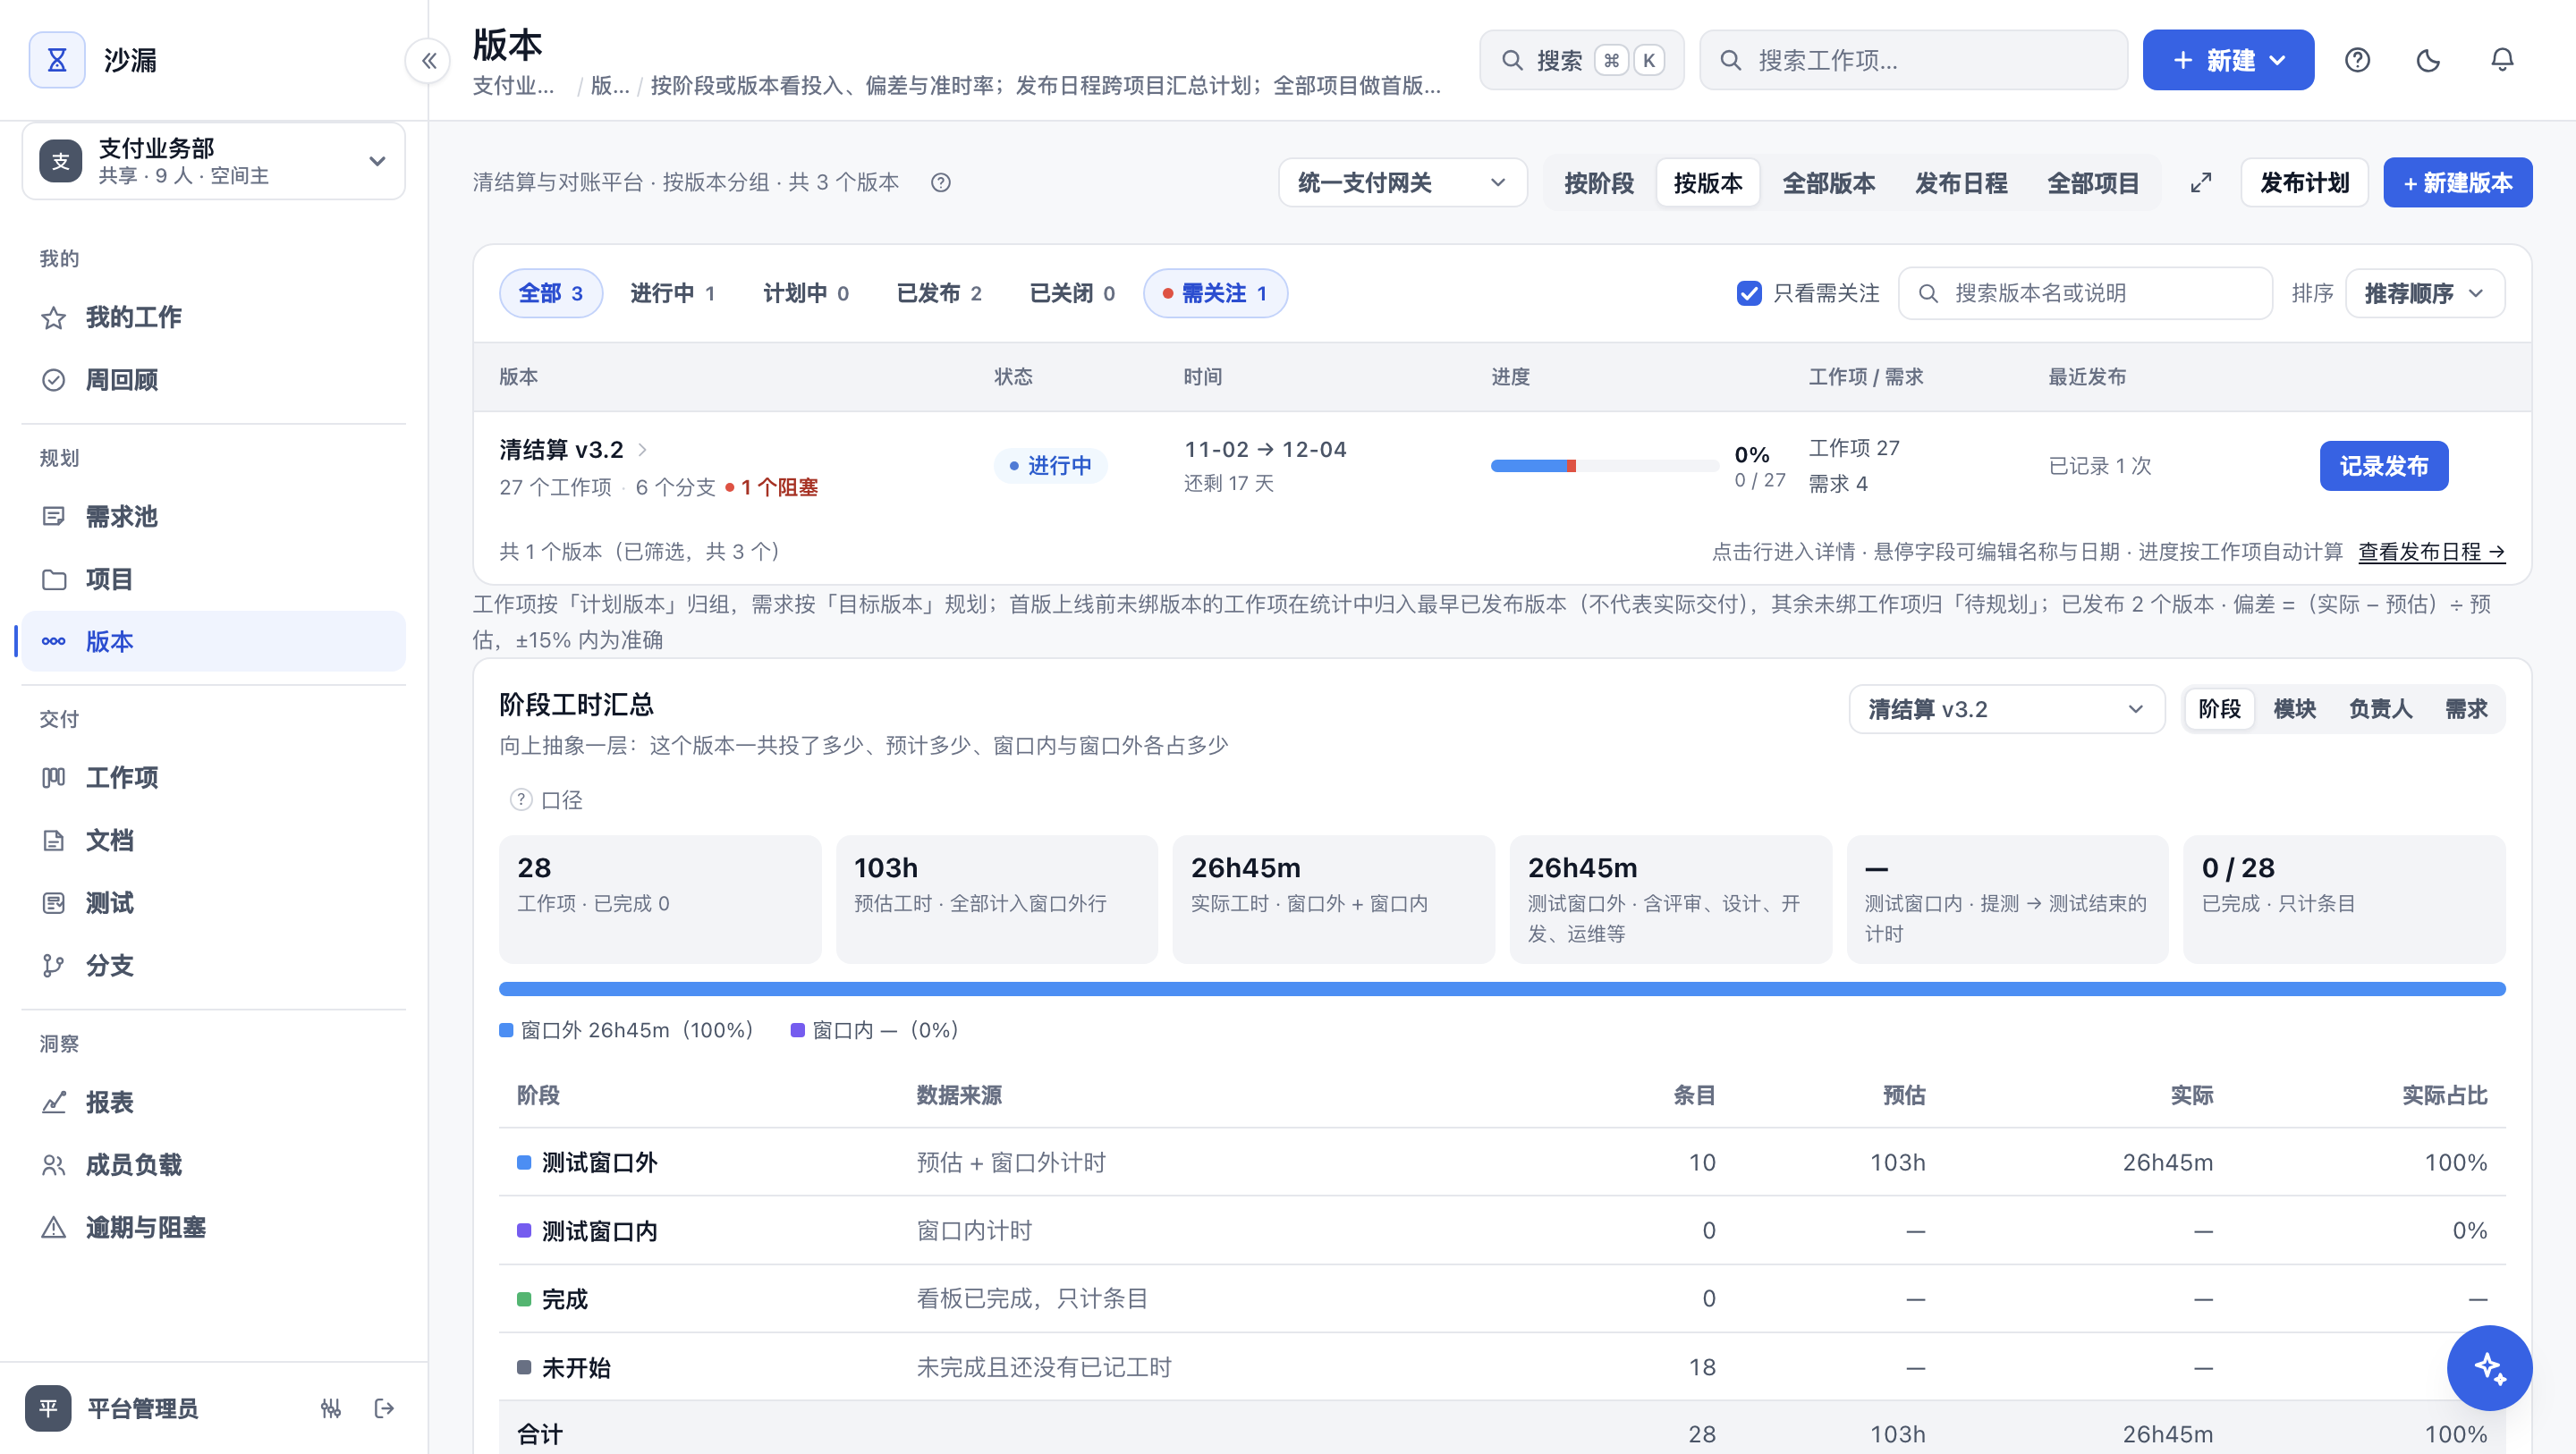 沙漏
版本
支付业... / 版... / 按阶段或版本看投入、偏差与准时率；发布日程跨项目汇总计划；全部项目做首版...
搜索 ⌘ K
搜索工作项...
+ 新建
支
支付业务部
共享 · 9 人 · 空间主
我的
我的工作
周回顾
规划
需求池
项目
版本
交付
工作项
文档
测试
分支
洞察
报表
成员负载
逾期与阻塞
平 平台管理员
清结算与对账平台 · 按版本分组 · 共 3 个版本
统一支付网关
按阶段 按版本 全部版本 发布日程 全部项目
发布计划
+ 新建版本
全部 3 进行中 1 计划中 0 已发布 2 已关闭 0 需关注 1
只看需关注
搜索版本名或说明
排序 推荐顺序
版本 状态 时间 进度 工作项 / 需求 最近发布
清结算 v3.2
27 个工作项 · 6 个分支 1 个阻塞
进行中
11-02 → 12-04
还剩 17 天
0%
0 / 27
工作项 27
需求 4
已记录 1 次
记录发布
共 1 个版本（已筛选，共 3 个）
点击行进入详情 · 悬停字段可编辑名称与日期 · 进度按工作项自动计算 查看发布日程 →
工作项按「计划版本」归组，需求按「目标版本」规划；首版上线前未绑版本的工作项在统计中归入最早已发布版本（不代表实际交付），其余未绑工作项归「待规划」；已发布 2 个版本 · 偏差 =（实际 − 预估）÷ 预
估，±15% 内为准确
阶段工时汇总
向上抽象一层：这个版本一共投了多少、预计多少、窗口内与窗口外各占多少
清结算 v3.2
阶段 模块 负责人 需求
? 口径
28
工作项 · 已完成 0
103h
预估工时 · 全部计入窗口外行
26h45m
实际工时 · 窗口外 + 窗口内
26h45m
测试窗口外 · 含评审、设计、开
发、运维等
—
测试窗口内 · 提测 → 测试结束的
计时
0 / 28
已完成 · 只计条目
窗口外 26h45m（100%） 窗口内 —（0%）
阶段 数据来源 条目 预估 实际 实际占比
测试窗口外 预估 + 窗口外计时 10 103h 26h45m 100%
测试窗口内 窗口内计时 0 — — 0%
完成 看板已完成，只计条目 0 — — —
未开始 未完成且还没有已记工时 18 — —
合计 28 103h 26h45m 100%